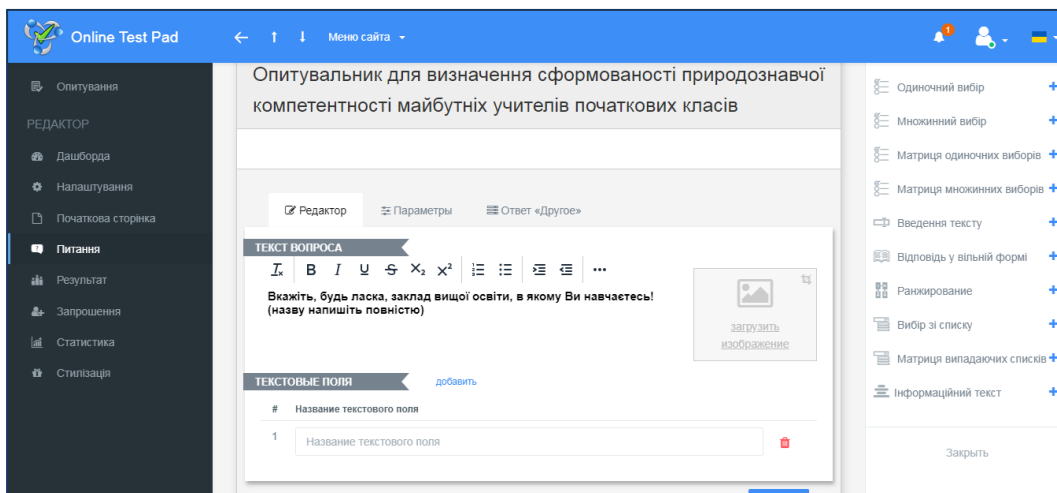 Online Test Pad
Меню сайта
1
Опитування
РЕДАКТОР
Дашборда
Налаштування
Початкова сторінка
Питання
Результат
Запрошення
Статистика
Стилізація
Опитувальник для визначення сформованості природознавчої
компетентності майбутніх учителів початкових класів
Редактор
Параметры
Ответ «Другое»
ТЕКСТ ВОПРОСА
Вкажіть, будь ласка, заклад вищої освіти, в якому Ви навчаєтесь!
(назву напишіть повністю)
загрузить
изображение
ТЕКСТОВЫЕ ПОЛЯ
добавить
# Название текстового поля
1 Название текстового поля
Одиночний вибір
Множинний вибір
Матриця одиночних виборів
Матриця множинних виборів
Введення тексту
Відповідь у вільній формі
Ранжирование
Вибір зі списку
Матриця випадаючих списків
Інформаційний текст
Закрыть